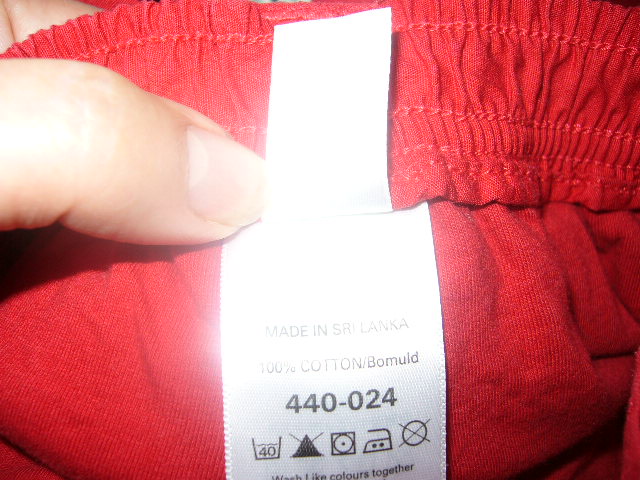 MADE IN SRI LANKA
100% COTTON/Bomuld
440-024
40
Wash Like colours together